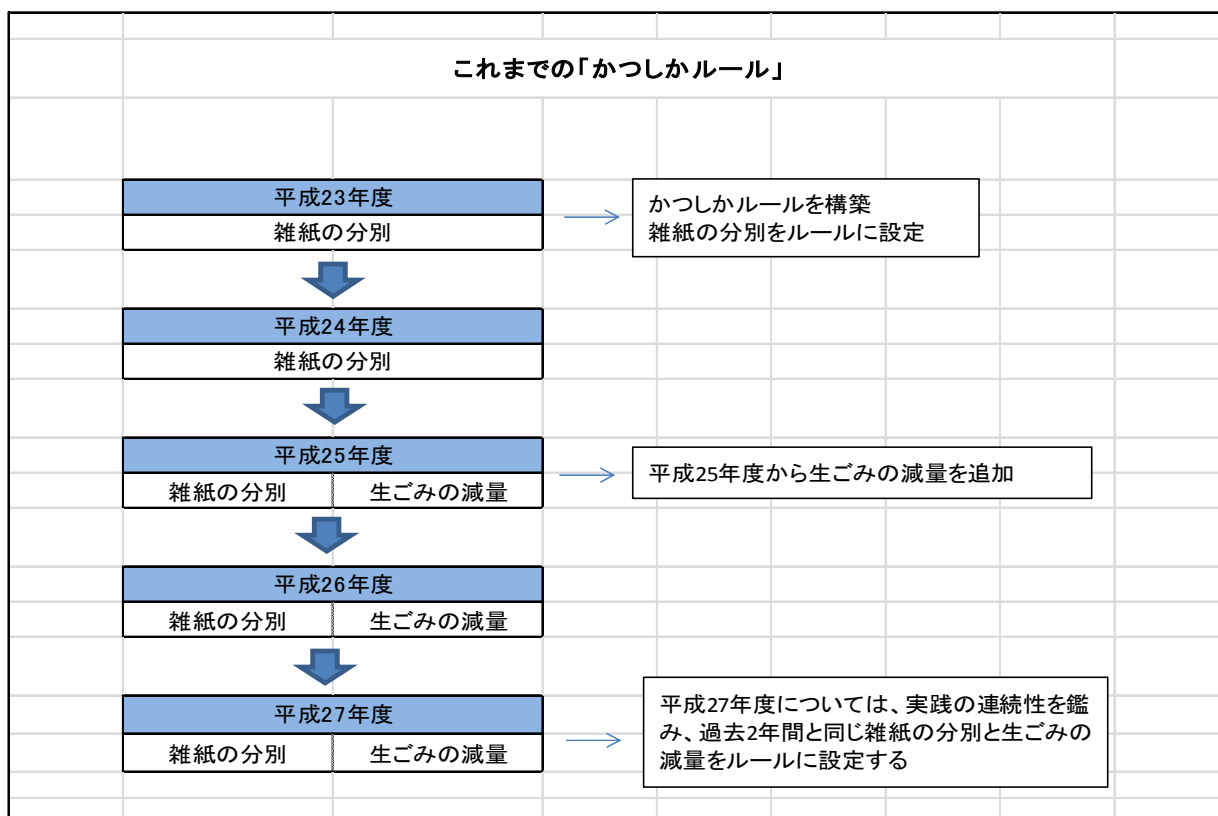 これまでの「かつしかルール」
平成23年度
雑紙の分別
かつしかルールを構築
雑紙の分別をルールに設定
平成24年度
雑紙の分別
平成25年度
雑紙の分別 生ごみの減量
平成25年度から生ごみの減量を追加
平成26年度
雑紙の分別 生ごみの減量
平成27年度
雑紙の分別 生ごみの減量
平成27年度については、実践の連続性を鑑
み、過去2年間と同じ雑紙の分別と生ごみの
減量をルールに設定する